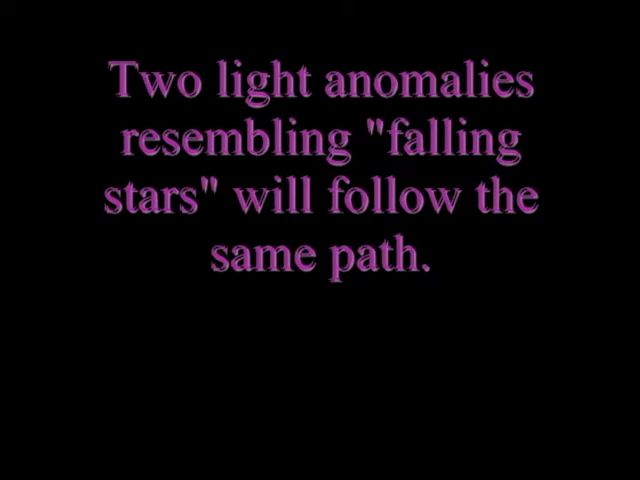 Two light anomalies
resembling "falling
stars" will follow the
same path.